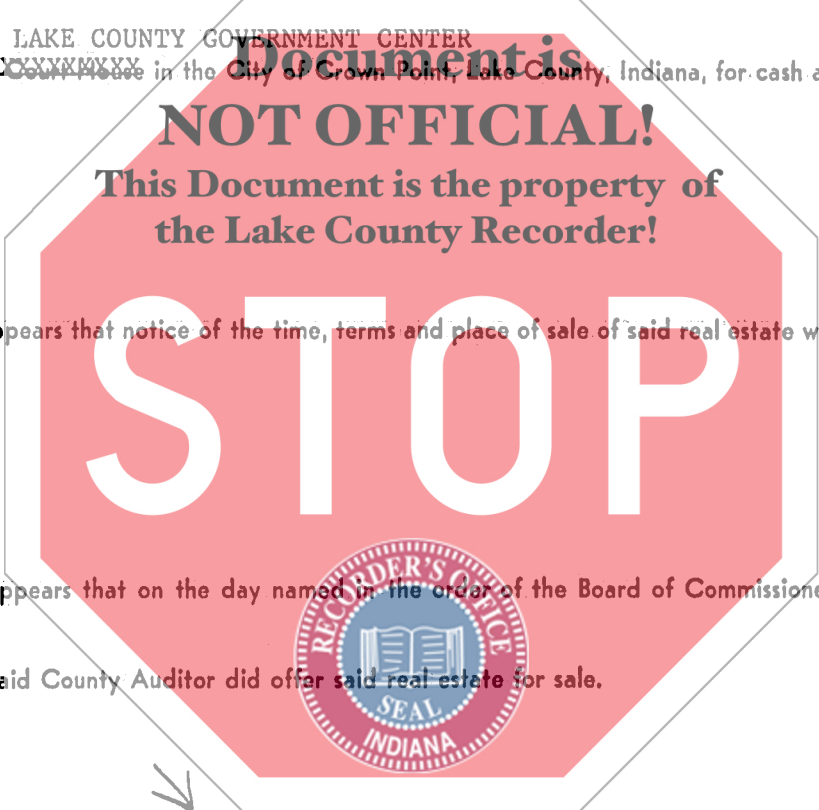 LAKE COUNTY GOVERNMENT CENTER
Document is
Court House in the City of Crown Point, Lake County, Indiana, for cash a
NOT OFFICIAL!
This Document is the property of
the Lake County Recorder!
ppears that notice of the time, terms and place of sale of said real estate w
STOP
ppears that on the day named in the order of the Board of Commissione
RECORDER'S OFFICE
aid County Auditor did offer said real estate for sale.
SEAL
INDIANA